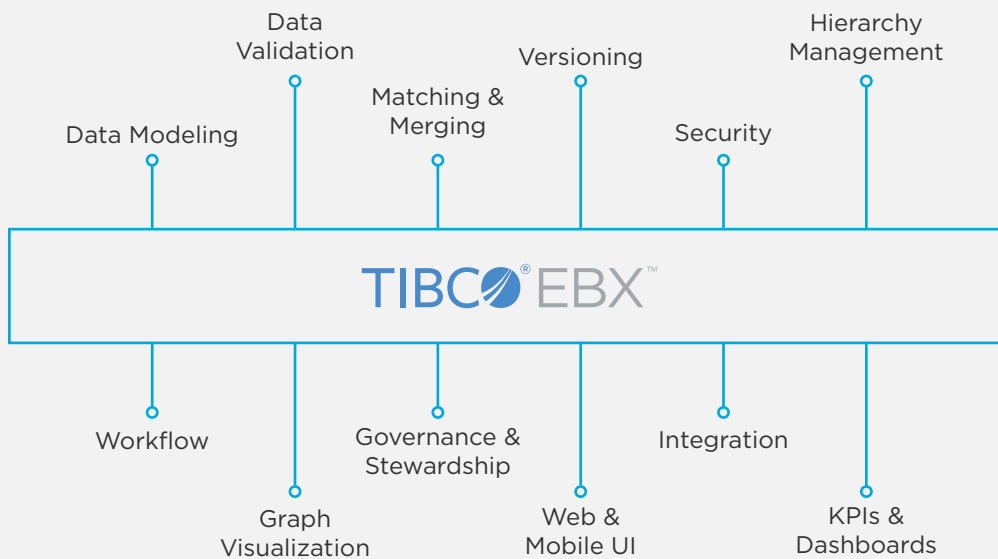 Data
Validation
Hierarchy
Management
Versioning
Matching &
Merging
Data Modeling
Security
TIBCO® EBX™
Workflow
Governance &
Stewardship
Integration
Graph
Visualization
Web &
Mobile UI
KPIs &
Dashboards